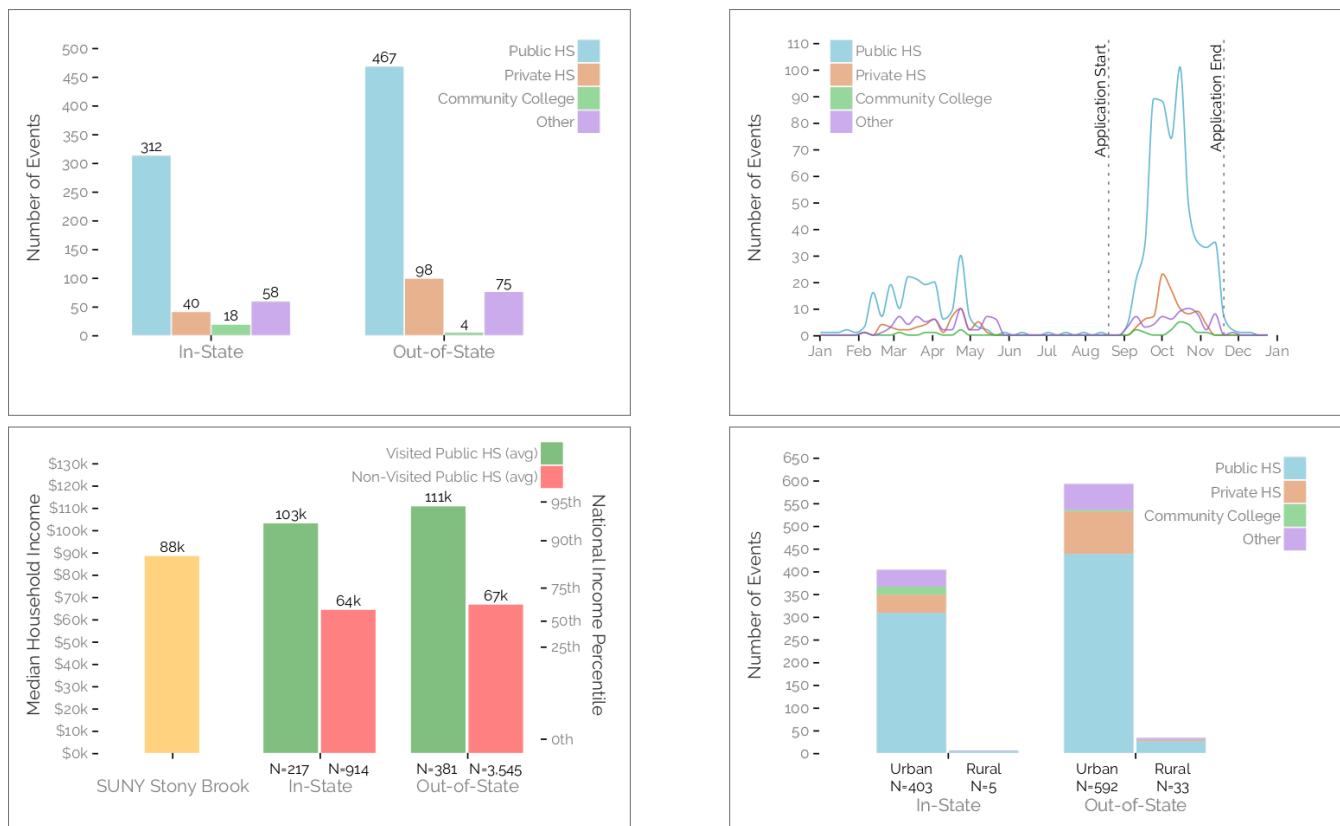 Number of Events
500
450
400
350
300
250
200
150
100
50
0
Public HS
Private HS
Community College
Other
312
40
18
58
467
98
4
75
In-State
Out-of-State
Number of Events
110
100
90
80
70
60
50
40
30
20
10
0
Public HS
Private HS
Community College
Other
Application Start
Application End
Jan Feb Mar Apr May Jun Jul Aug Sep Oct Nov Dec Jan
Median Household Income
$130k
$120k
$110k
$100k
$90k
$80k
$70k
$60k
$50k
$40k
$30k
$20k
$10k
$0k
Visited Public HS (avg)
Non-Visited Public HS (avg)
88k
103k
64k
111k
67k
National Income Percentile
95th
90th
75th
50th
25th
0th
N=217 N=914 N=381 N=3,545
SUNY Stony Brook In-State Out-of-State
Number of Events
650
600
550
500
450
400
350
300
250
200
150
100
50
0
Public HS
Private HS
Community College
Other
Urban Rural Urban Rural
N=403 N=5 N=592 N=33
In-State Out-of-State